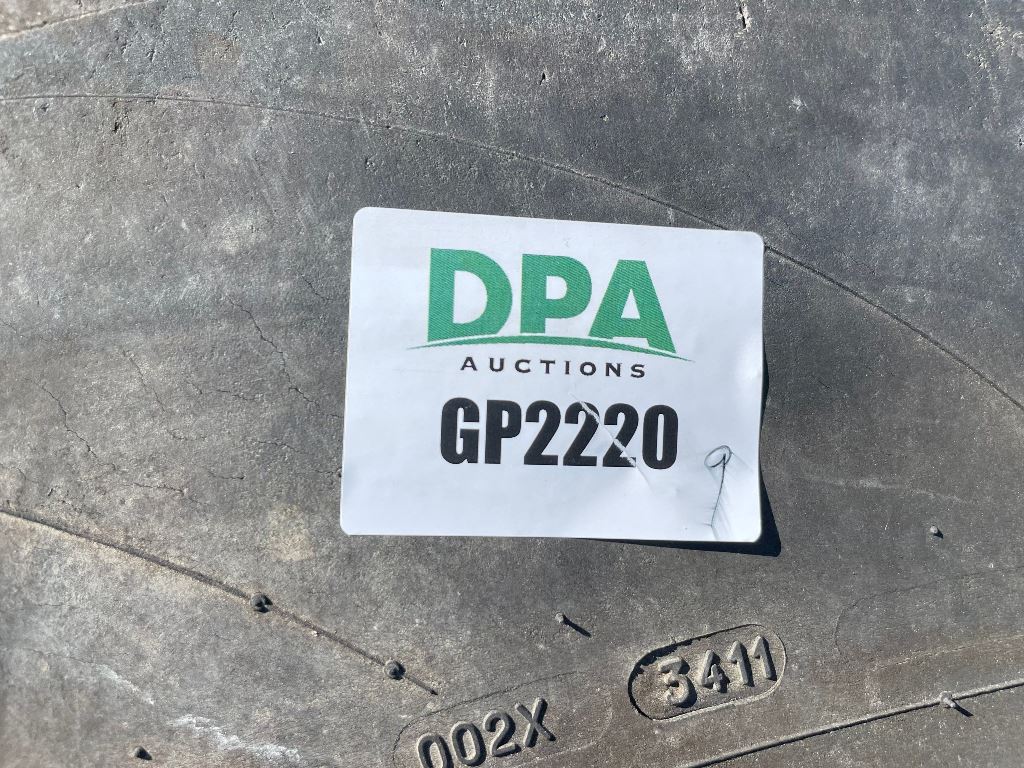 DPA
AUCTIONS
GP2220
3411
002X